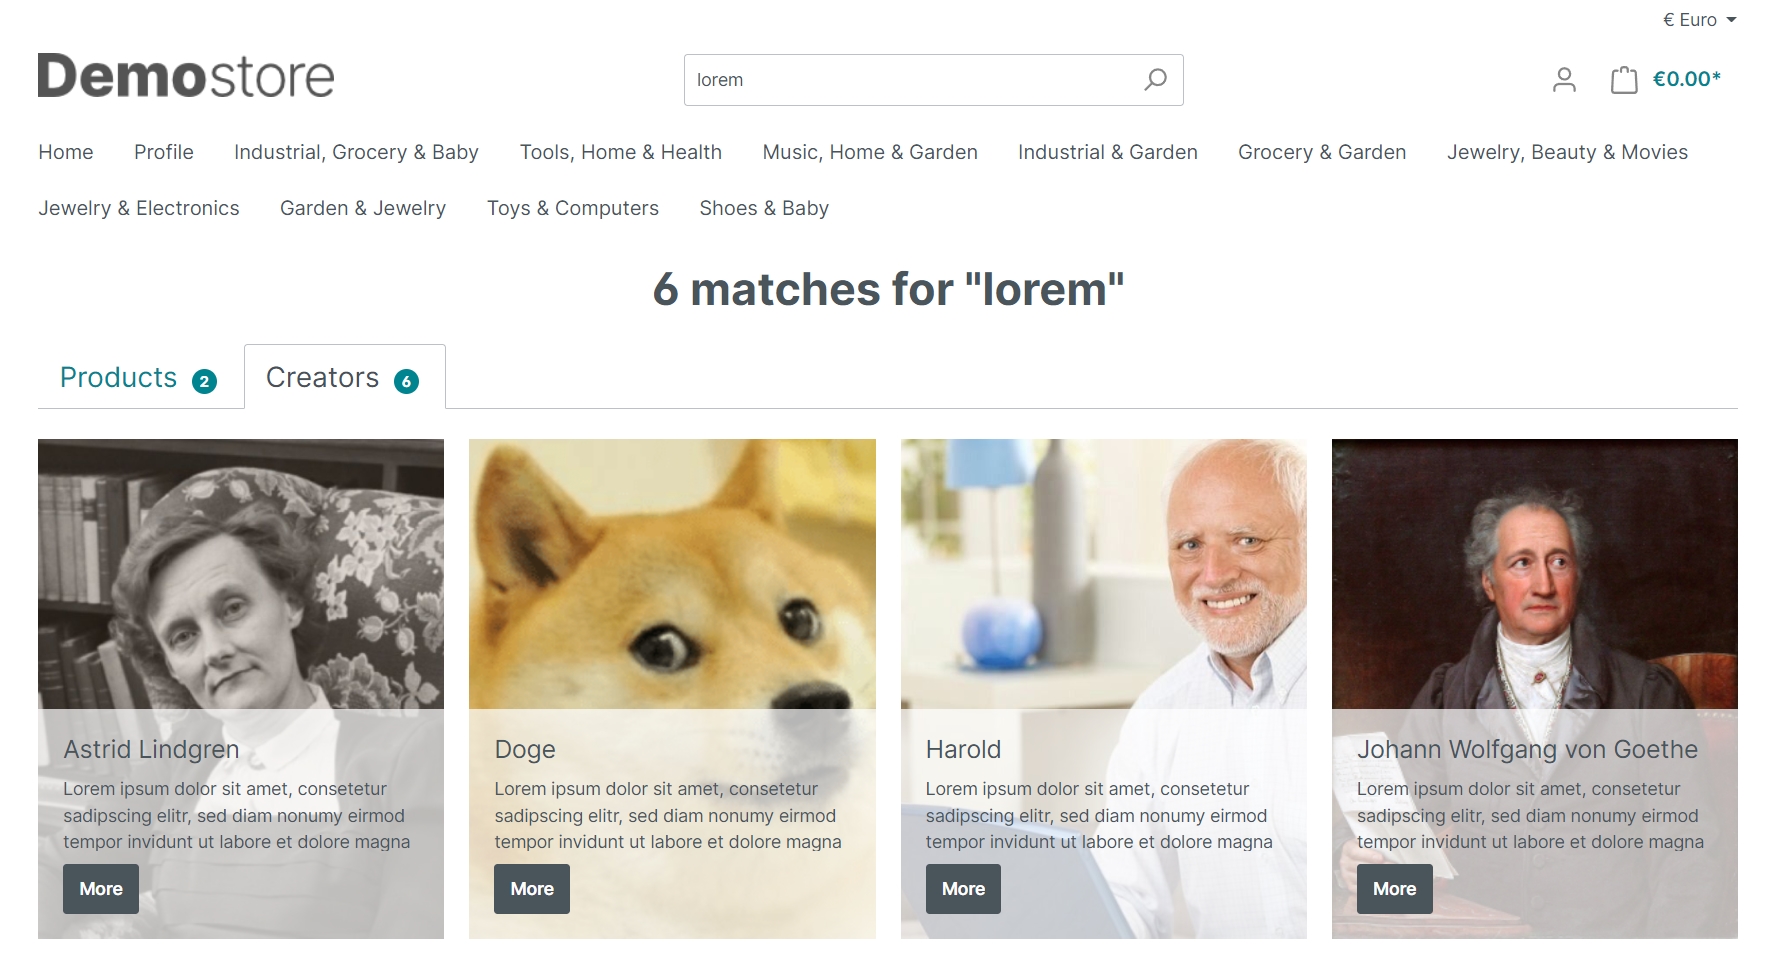 € Euro
Demostore
lorem
€0.00*
Home Profile Industrial, Grocery & Baby Tools, Home & Health Music, Home & Garden Industrial & Garden Grocery & Garden Jewelry, Beauty & Movies
Jewelry & Electronics Garden & Jewelry Toys & Computers Shoes & Baby
6 matches for "lorem"
Products 2 Creators 6
Astrid Lindgren
Lorem ipsum dolor sit amet, consetetur
sadipscing elitr, sed diam nonumy eirmod
tempor invidunt ut labore et dolore magna
More
Doge
Lorem ipsum dolor sit amet, consetetur
sadipscing elitr, sed diam nonumy eirmod
tempor invidunt ut labore et dolore magna
More
Harold
Lorem ipsum dolor sit amet, consetetur
sadipscing elitr, sed diam nonumy eirmod
tempor invidunt ut labore et dolore magna
More
Johann Wolfgang von Goethe
Lorem ipsum dolor sit amet, consetetur
sadipscing elitr, sed diam nonumy eirmod
tempor invidunt ut labore et dolore magna
More